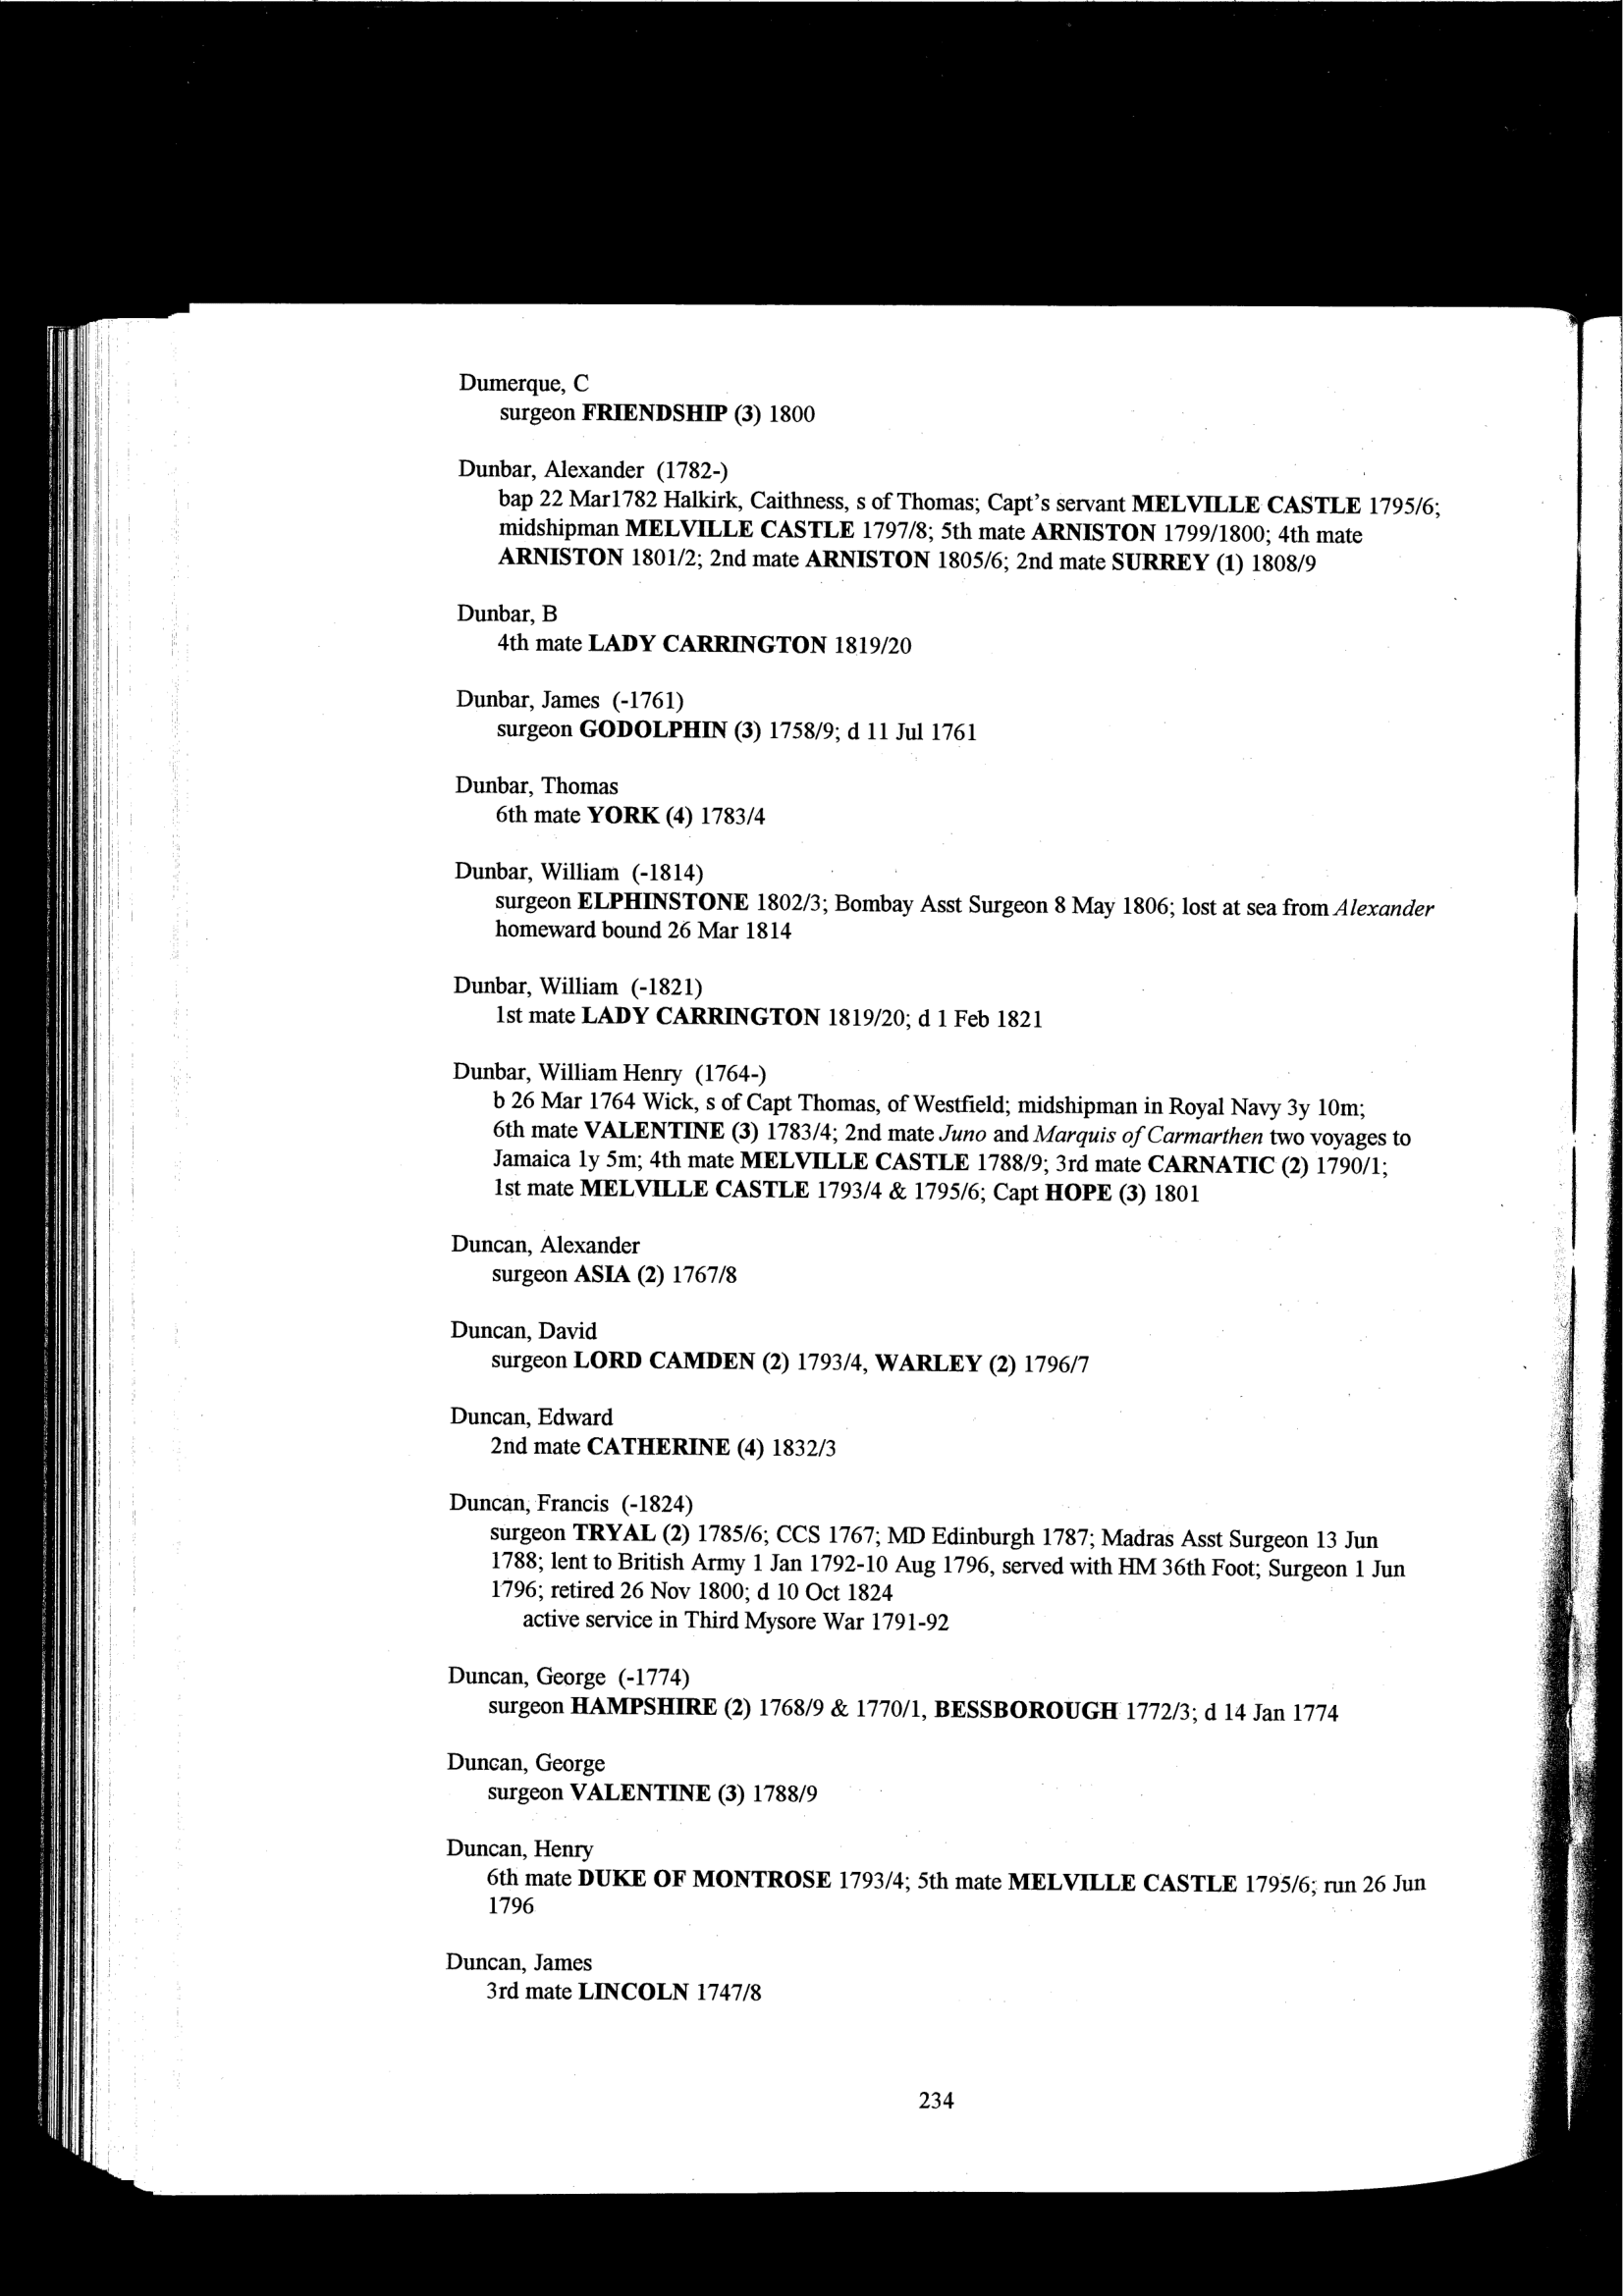 Dumerque, C
surgeon FRIENDSHIP (3) 1800
Dunbar, Alexander (1782-)
bap 22 Mar1782 Halkirk, Caithness, s of Thomas; Capt's servant MELVILLE CASTLE 1795/6;
midshipman MELVILLE CASTLE 1797/8; 5th mate ARNISTON 1799/1800; 4th mate
ARNISTON 1801/2; 2nd mate ARNISTON 1805/6; 2nd mate SURREY (1) 1808/9
Dunbar, B
4th mate LADY CARRINGTON 1819/20
Dunbar, James (-1761)
surgeon GODOLPHIN (3) 1758/9; d 11 Jul 1761
Dunbar, Thomas
6th mate YORK (4) 1783/4
Dunbar, William (-1814)
surgeon ELPHINSTONE 1802/3; Bombay Asst Surgeon 8 May 1806; lost at sea from Alexander
homeward bound 26 Mar 1814
Dunbar, William (-1821)
1st mate LADY CARRINGTON 1819/20; d 1 Feb 1821
Dunbar, William Henry (1764-)
b 26 Mar 1764 Wick, s of Capt Thomas, of Westfield; midshipman in Royal Navy 3y 10m;
6th mate VALENTINE (3) 1783/4; 2nd mate Juno and Marquis of Carmarthen two voyages to
Jamaica 1y 5m; 4th mate MELVILLE CASTLE 1788/9; 3rd mate CARNATIC (2) 1790/1;
1st mate MELVILLE CASTLE 1793/4 & 1795/6; Capt HOPE (3) 1801
Duncan, Alexander
surgeon ASIA (2) 1767/8
Duncan, David
surgeon LORD CAMDEN (2) 1793/4, WARLEY (2) 1796/7
Duncan, Edward
2nd mate CATHERINE (4) 1832/3
Duncan, Francis (-1824)
surgeon TRYAL (2) 1785/6; CCS 1767; MD Edinburgh 1787; Madras Asst Surgeon 13 Jun
1788; lent to British Army 1 Jan 1792-10 Aug 1796, served with HM 36th Foot; Surgeon 1 Jun
1796; retired 26 Nov 1800; d 10 Oct 1824
active service in Third Mysore War 1791-92
Duncan, George (-1774)
surgeon HAMPSHIRE (2) 1768/9 & 1770/1, BESSBOROUGH 1772/3; d 14 Jan 1774
Duncan, George
surgeon VALENTINE (3) 1788/9
Duncan, Henry
6th mate DUKE OF MONTROSE 1793/4; 5th mate MELVILLE CASTLE 1795/6; run 26 Jun
1796
Duncan, James
3rd mate LINCOLN 1747/8
234